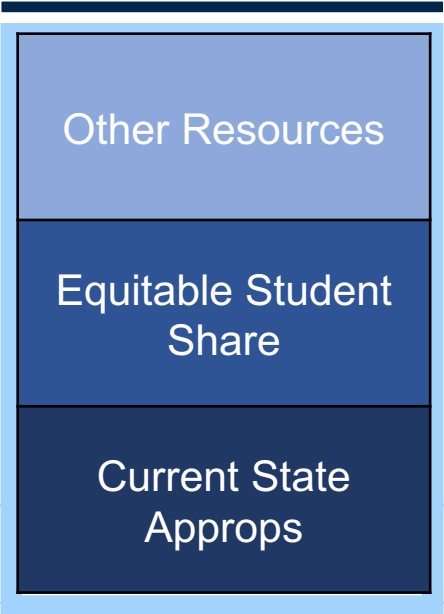 Other Resources
Equitable Student
Share
Current State
Approps